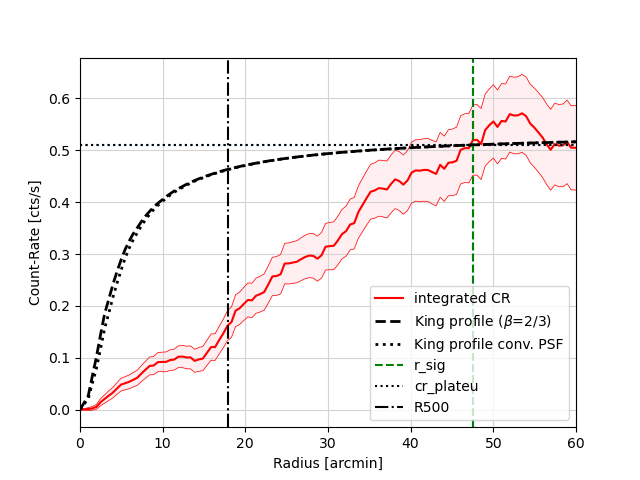 0.6
0.5
0.4
0.3
0.2
0.1
0.0
Count-Rate [cts/s]
integrated CR
King profile (β=2/3)
King profile conv. PSF
r_sig
cr_plateu
R500
0 10 20 30 40 50 60
Radius [arcmin]